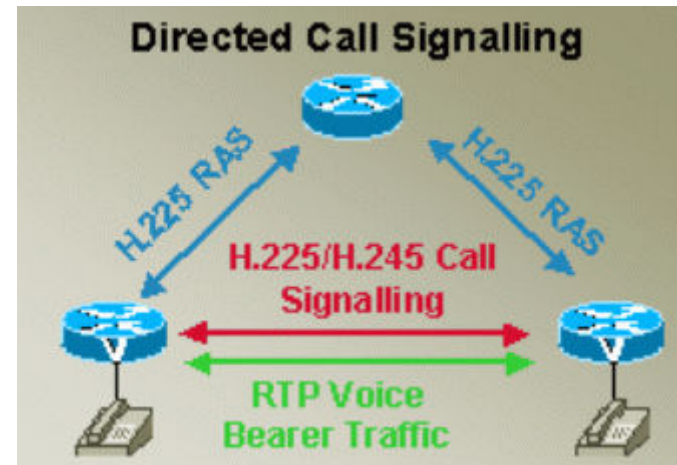 Directed Call Signalling
H.225 RAS
H.225 RAS
H.225/H.245 Call
Signalling
V
V
RTP Voice
Bearer Traffic